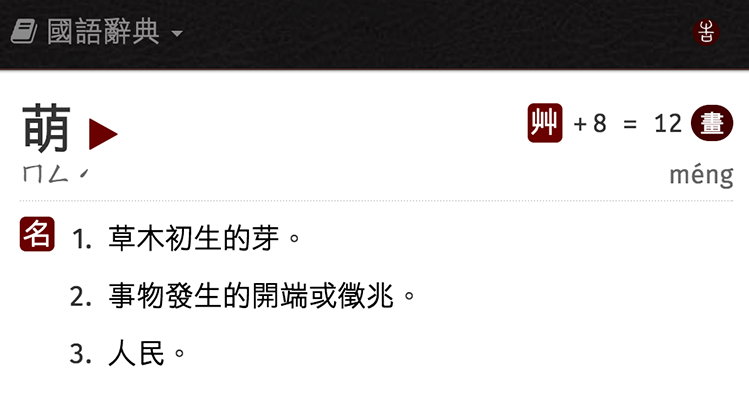 國語辭典
萌
艸 + 8 = 12 畫
ㄇㄥˊ
méng
名 1. 草木初生的芽。
2. 事物發生的開端或徵兆。
3. 人民。